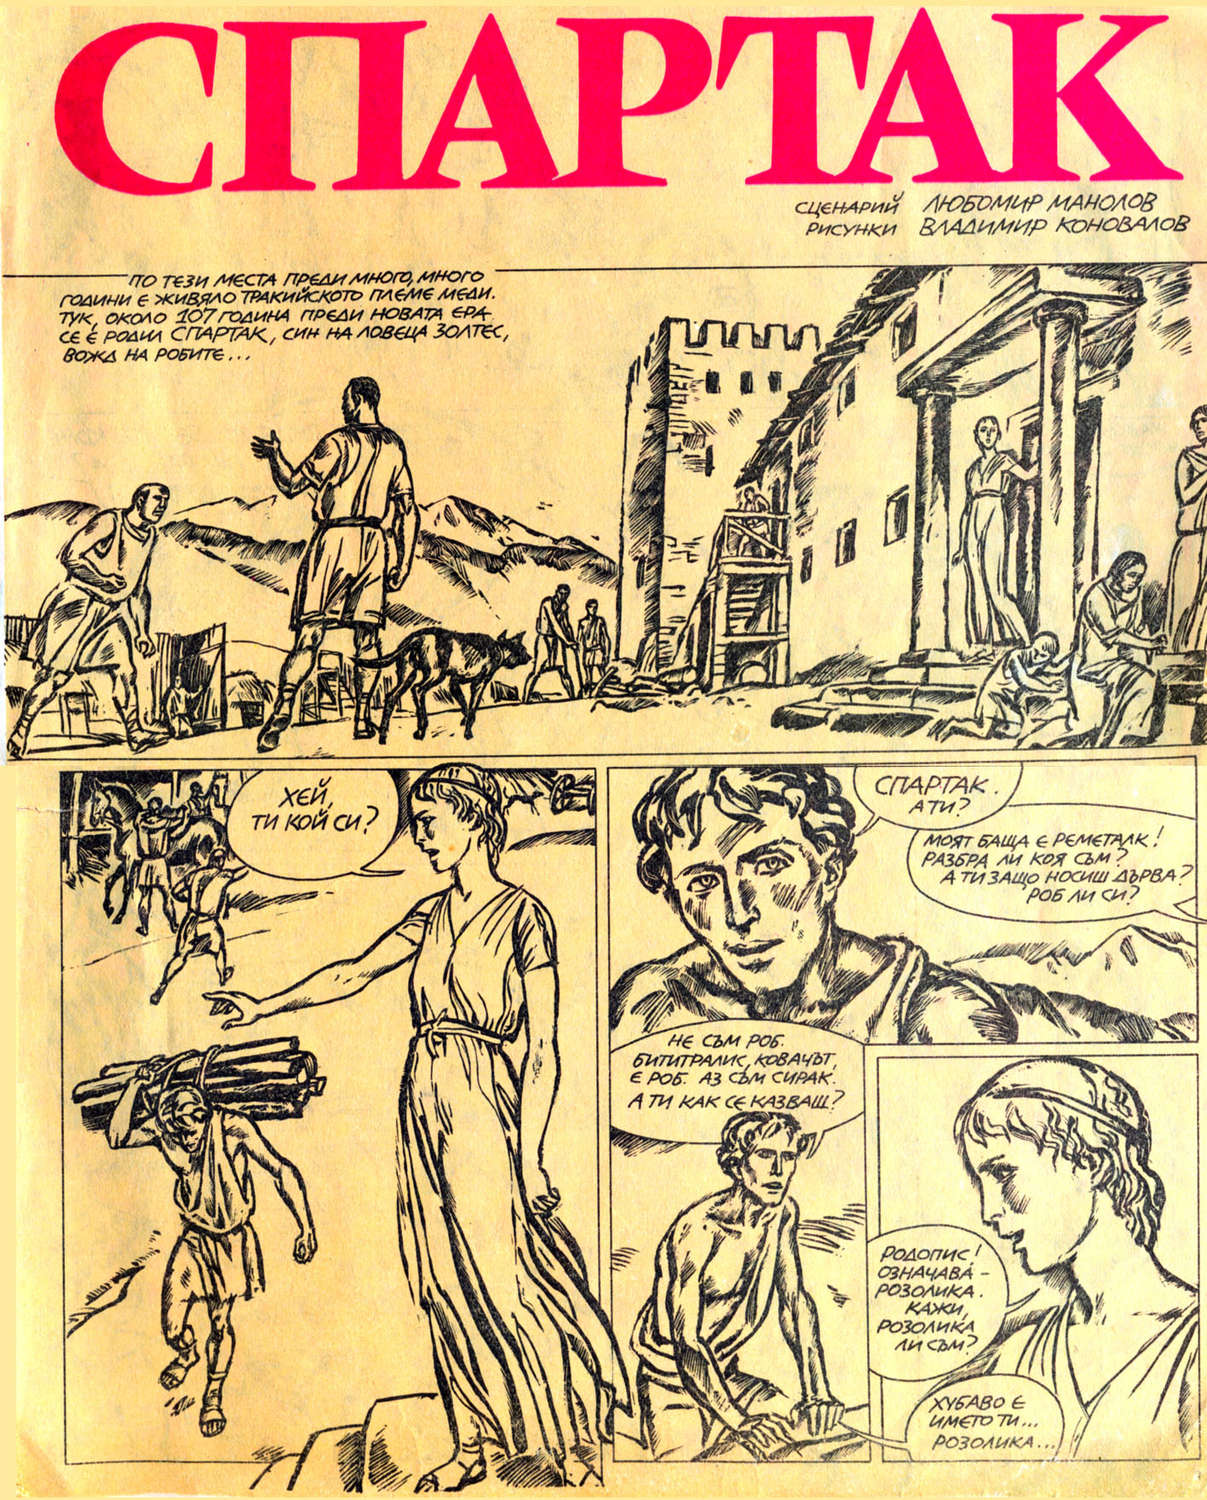 СПАРТАК
СЦЕНАРИЙ ЛЮБОМИР МАНОЛОВ
РИСУНКИ ВЛАДИМИР КОНОВАЛОВ
ПО ТЕЗИ МЕСТА ПРЕДИ МНОГО, МНОГО
ГОДИНИ Е ЖИВЯЛО ТРАКИЙСКОТО ПЛЕМЕ МЕДИ.
ТУК, ОКОЛО 107 ГОДИНА ПРЕДИ НОВАТА ЕРА
СЕ Е РОДИЛ СПАРТАК, СИН НА ЛОВЕЦА ЗОЛТЕС,
ВОЖД НА РОБИТЕ...
ХЕЙ,
ТИ КОЙ СИ?
СПАРТАК.
А ТИ?
МОЯТ БАЩА Е РЕМЕТАЛК!
РАЗБРА ЛИ КОЯ СЪМ?
А ТИ ЗАЩО НОСИШ ДЪРВА?
РОБ ЛИ СИ?
НЕ СЪМ РОБ.
БИТИТРАЛИС, КОВАЧЪТ,
Е РОБ. АЗ СЪМ СИРАК.
А ТИ КАК СЕ КАЗВАШ?
РОДОПИС!
ОЗНАЧАВА -
РОЗОЛИКА.
КАЖИ,
РОЗОЛИКА
ЛИ СЪМ?
ХУБАВО Е
ИМЕТО ТИ...
РОЗОЛИКА...